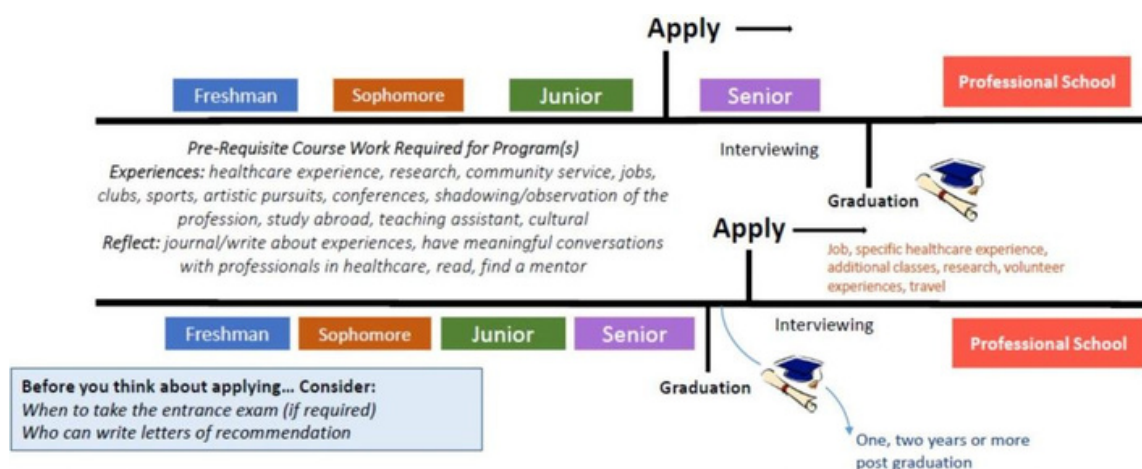 Apply
Freshman
Sophomore
Junior
Senior
Professional School
Pre-Requisite Course Work Required for Program(s)
Experiences: healthcare experience, research, community service, jobs,
clubs, sports, artistic pursuits, conferences, shadowing/observation of the
profession, study abroad, teaching assistant, cultural
Reflect: journal/write about experiences, have meaningful conversations
with professionals in healthcare, read, find a mentor
Interviewing
Graduation
Apply
Job, specific healthcare experience,
additional classes, research, volunteer
experiences, travel
Freshman
Sophomore
Junior
Senior
Interviewing
Professional School
Graduation
Before you think about applying... Consider:
When to take the entrance exam (if required)
Who can write letters of recommendation
One, two years or more
post graduation